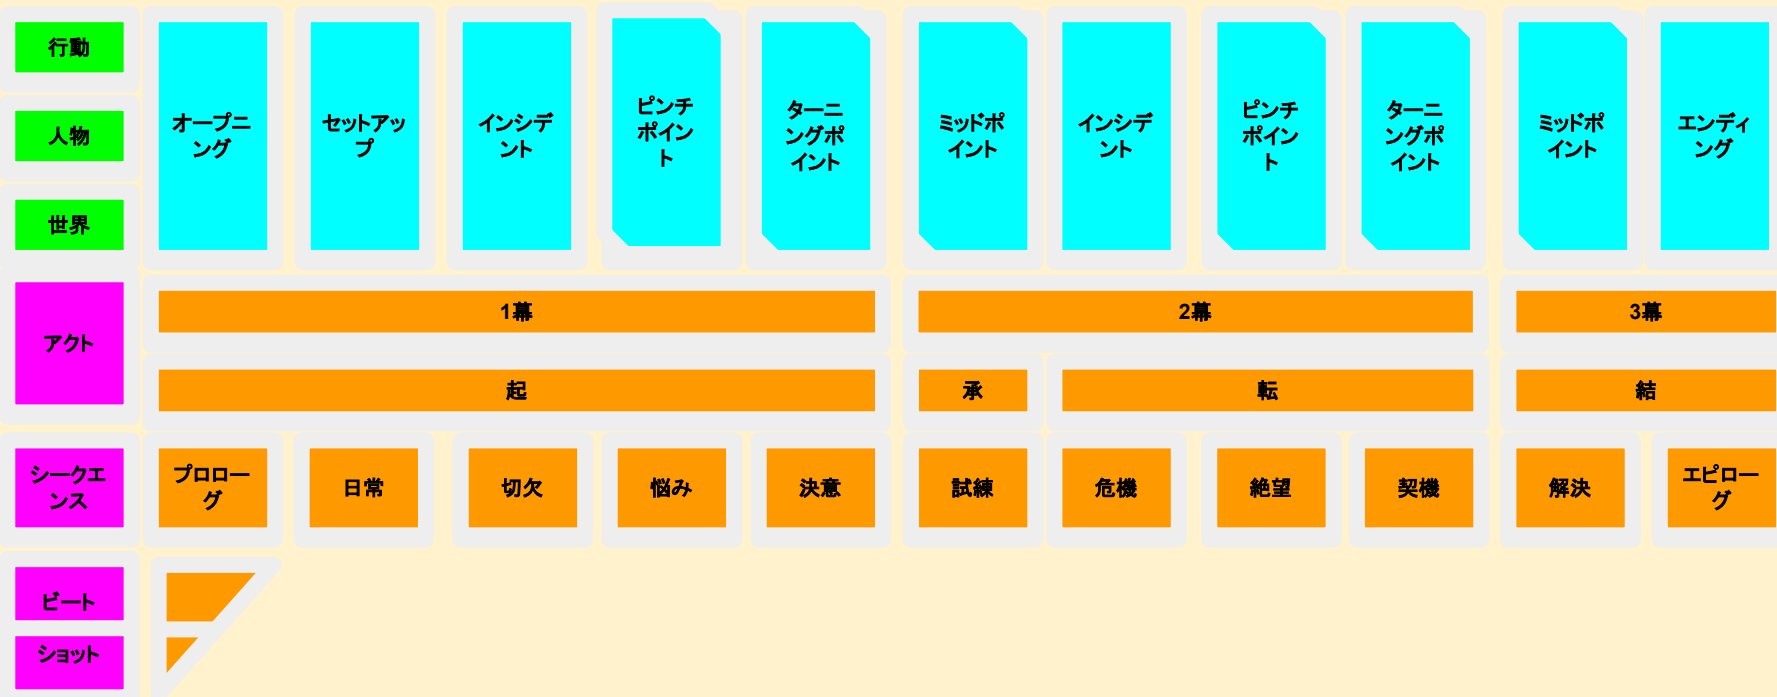 行動
人物
世界
オープニ
ング
セットアッ
プ
インシデ
ント
ピンチ
ポイン
ト
ターニ
ングポ
イント
ミッドポ
イント
インシデ
ント
ピンチ
ポイン
ト
ターニ
ングポ
イント
ミッドポ
イント
エンディ
ング
アクト
1幕
2幕
3幕
起
承
転
結
シークエ
ンス
プロロー
グ
日常
切欠
悩み
決意
試練
危機
絶望
契機
解決
エピロー
グ
ビート
ショット